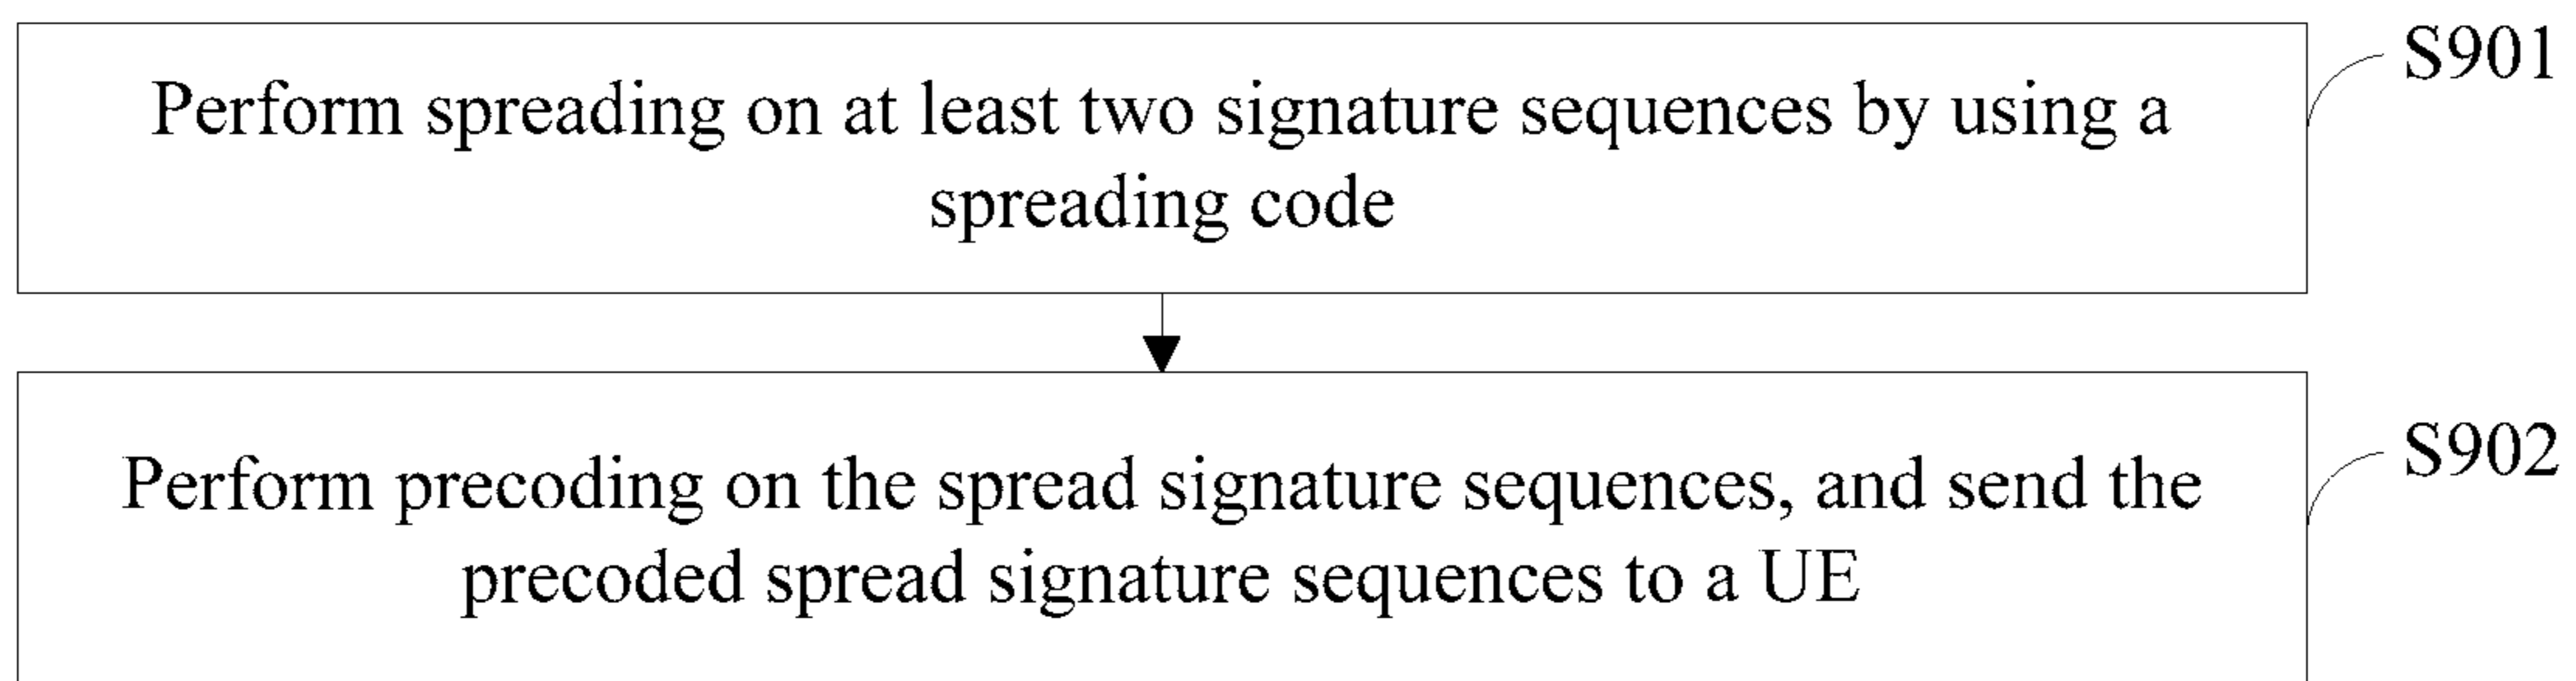 Perform spreading on at least two signature sequences by using a
spreading code
S901
Perform precoding on the spread signature sequences, and send the
precoded spread signature sequences to a UE
S902